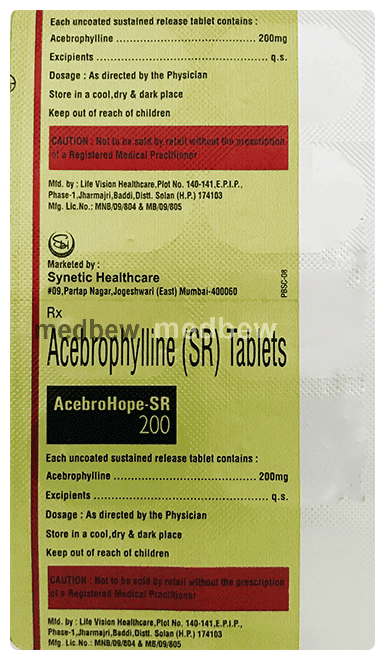 Each uncoated sustained release tablet contains :
Acebrophylline ................................... 200mg
Excipients ................................................ q.s.
Dosage : As directed by the Physician
Store in a cool,dry & dark place
Keep out of reach of children
CAUTION : Not to be sold by retail without the prescription
of a Registered Medical Practitioner
Mfd. by : Life Vision Healthcare,Plot No. 140-141,E.P.I.P.,
Phase-1,Jharmajri,Baddi,Distt. Solan (H.P.) 174103
Mfg. Lic.No.: MNB/09/804 & MB/09/805
Marketed by :
Synetic Healthcare
#09,Partap Nagar,Jogeshwari (East) Mumbai-400060
PBSC-08
Rx
medbew medbew
Acebrophylline (SR) Tablets
AcebroHope-SR
200
Each uncoated sustained release tablet contains :
Acebrophylline ................................... 200mg
Excipients ................................................ q.s.
Dosage : As directed by the Physician
Store in a cool,dry & dark place
Keep out of reach of children
CAUTION : Not to be sold by retail without the prescription
of a Registered Medical Practitioner
Mfd. by : Life Vision Healthcare,Plot No. 140-141,E.P.I.P.,
Phase-1,Jharmajri,Baddi,Distt. Solan (H.P.) 174103
Mfg. Lic.No.: MNB/09/804 & MB/09/805